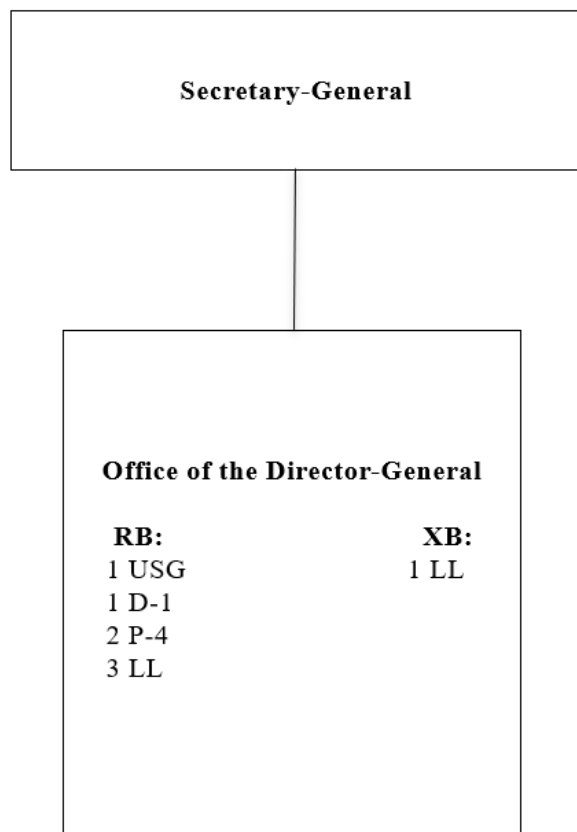 Secretary-General
Office of the Director-General
RB: XB:
1 USG 1 LL
1 D-1
2 P-4
3 LL